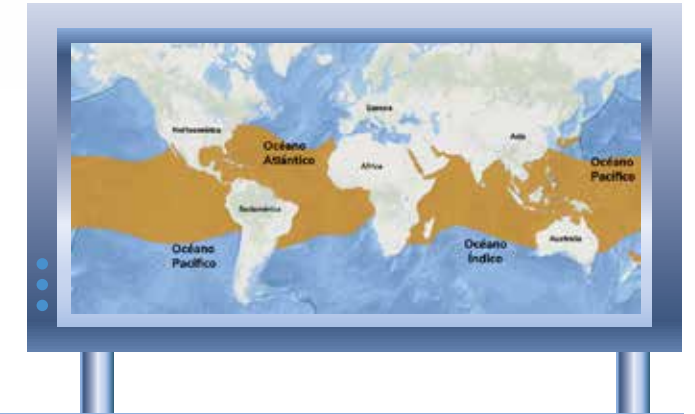 Europa
Norteamérica
Asia
Océano
Atlántico
África
Océano
Pacífico
Sudamérica
Océano
Pacífico
Océano
Índico
Australia